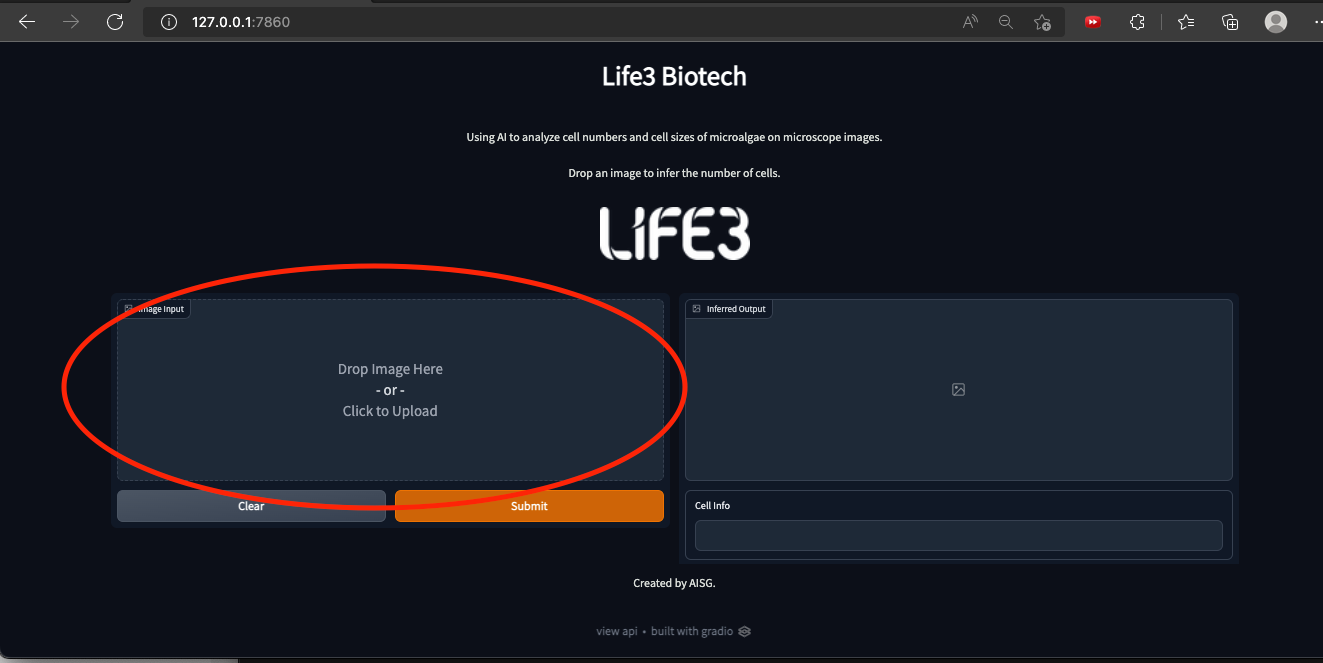 127.0.0.1:7860
Life3 Biotech
Using AI to analyze cell numbers and cell sizes of microalgae on microscope images.
Drop an image to infer the number of cells.
LiFE3
Image Input
Drop Image Here
- or -
Click to Upload
Clear
Submit
Inferred Output
Cell Info
Created by AISG.
view api • built with gradio